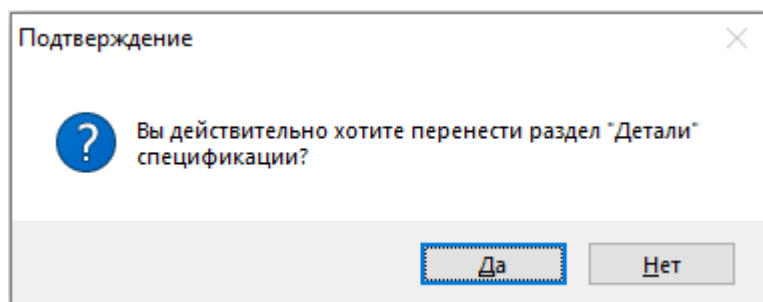 Подтверждение
Вы действительно хотите перенести раздел "Детали"
спецификации?
Да
Нет